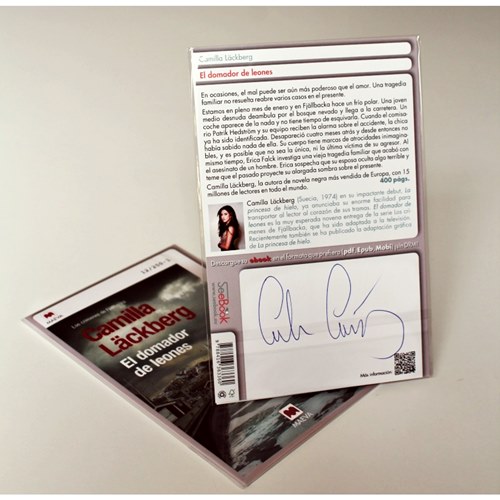 Camilla Läckberg
El domador de leones
En ocasiones, el mal puede ser aún más poderoso que el amor. Una tragedia
familiar no resuelta reabre varios casos en el presente.
Estamos en pleno mes de enero y en Fjällbacka hace un frío polar. Una joven
medio desnuda deambula por el bosque nevado y llega a la carretera. Un
coche aparece de la nada y no tiene tiempo de esquivarla. Cuando el comisa-
rio Patrik Hedström y su equipo reciben la alarma sobre el accidente, la chica
ya ha sido identificada. Desapareció cuatro meses atrás y desde entonces no
había sabido nada de ella. Su cuerpo tiene marcas de atrocidades inimagina-
bles, y es posible que no sea la única, ni la última víctima de su agresor. Al
mismo tiempo, Erica Falck investiga una vieja tragedia familiar que acabó con
el asesinato de un hombre. Erica sospecha que su esposa oculta algo terrible y
teme que el pasado proyecte su alargada sombra sobre el presente.
400 págs.
Camilla Läckberg, la autora de novela negra más vendida de Europa, con 15
millones de lectores en todo el mundo.
Camilla Läckberg (Suecia, 1974) en su impactante debut, La
princesa de hielo, ya anunciaba su enorme facilidad para
transportar al lector al corazón de sus tramas. El domador de
leones es la muy esperada novena entrega de la serie Los crí-
menes de Fjällbacka, que ha sido adaptada a la televisión.
Recientemente también se ha publicado la adaptación gráfica
de La princesa de hielo.
Descargue su ebook en el formato que prefiera (pdf, Epub, Mobi) sin DRM
SeeBook
Más información:
MAEVA
Camilla
Läckberg
El domador
de leones
MAEVA